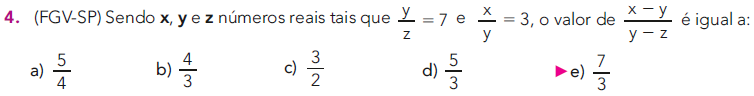 4. (FGV-SP) Sendo x, y e z números reais tais que y/z = 7 e x/y = 3, o valor de (x − y)/(y − z) é igual a:
a) 5/4 b) 4/3 c) 3/2 d) 5/3 ▶e) 7/3